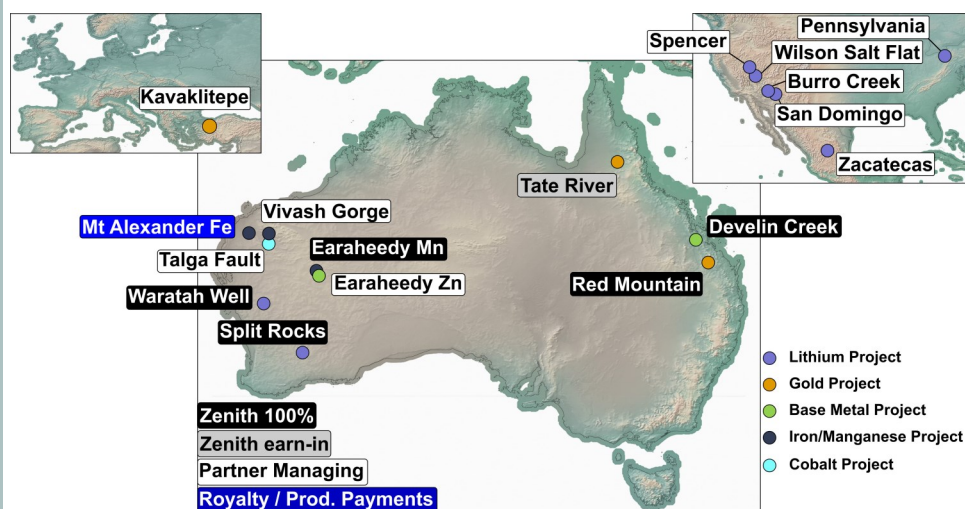 Kavaklitepe
Pennsylvania
Spencer
Wilson Salt Flat
Burro Creek
San Domingo
Zacatecas
Tate River
Mt Alexander Fe
Vivash Gorge
Develin Creek
Talga Fault
Earaheedy Mn
Earaheedy Zn
Red Mountain
Waratah Well
Split Rocks
Lithium Project
Gold Project
Base Metal Project
Iron/Manganese Project
Cobalt Project
Zenith 100%
Zenith earn-in
Partner Managing
Royalty / Prod. Payments